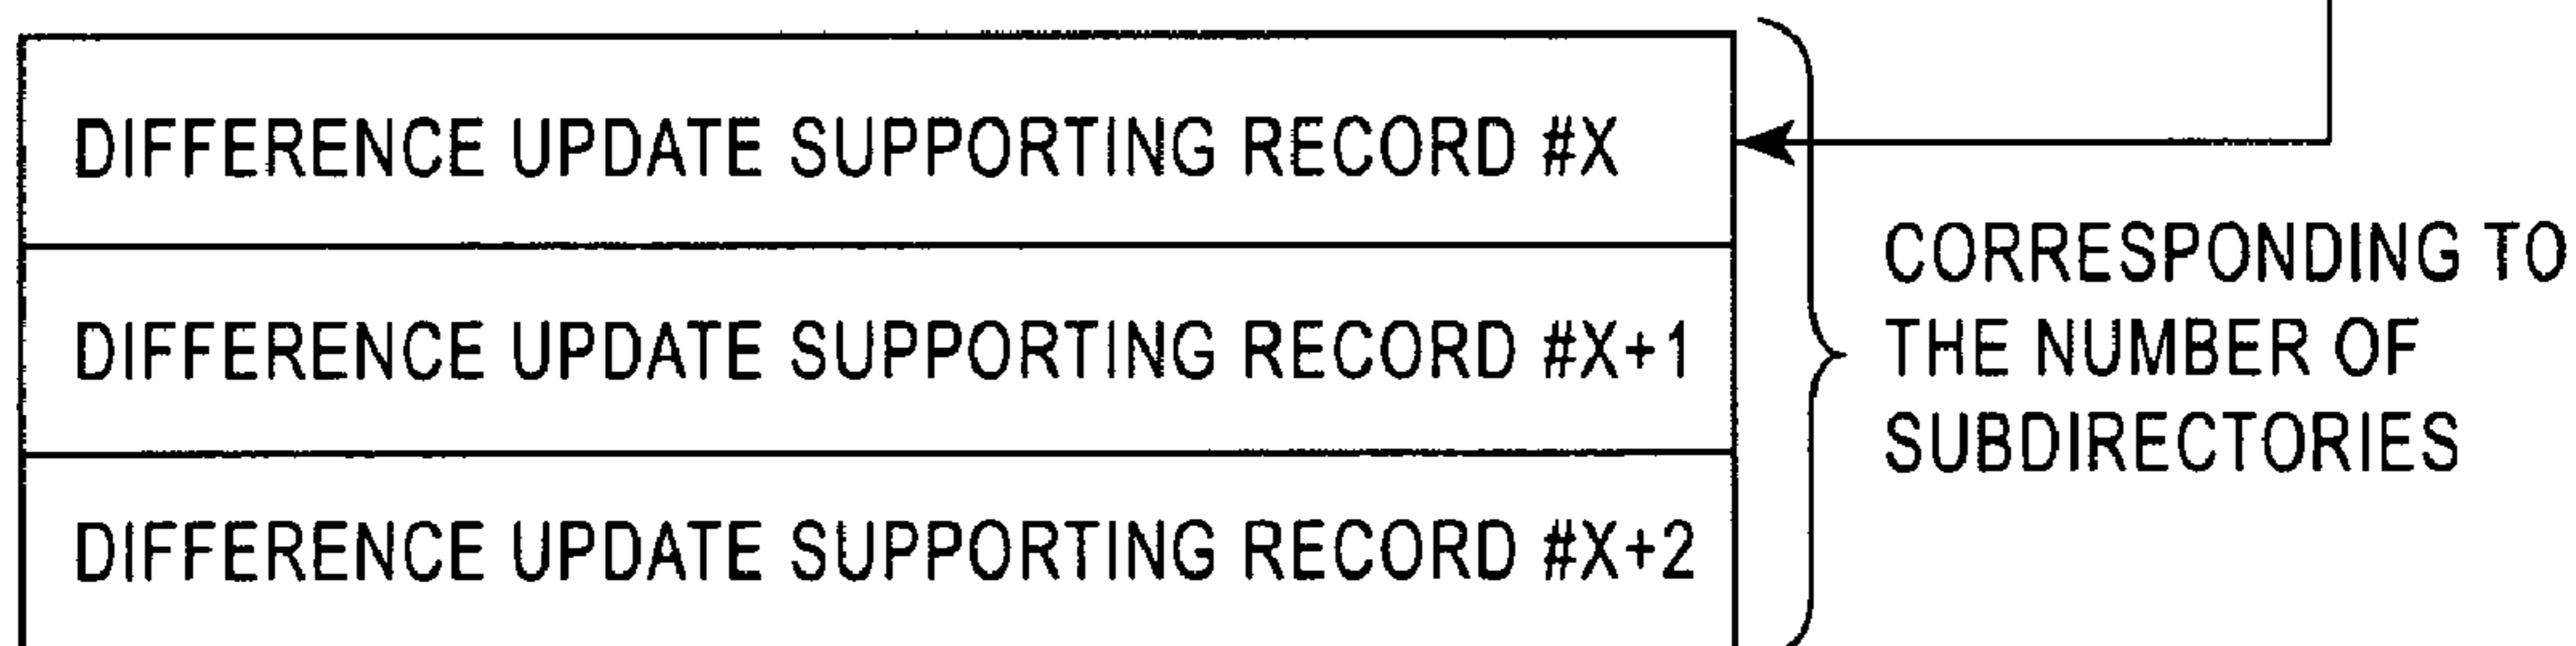 DIFFERENCE UPDATE SUPPORTING RECORD #X
DIFFERENCE UPDATE SUPPORTING RECORD #X+1
DIFFERENCE UPDATE SUPPORTING RECORD #X+2
CORRESPONDING TO
THE NUMBER OF
SUBDIRECTORIES